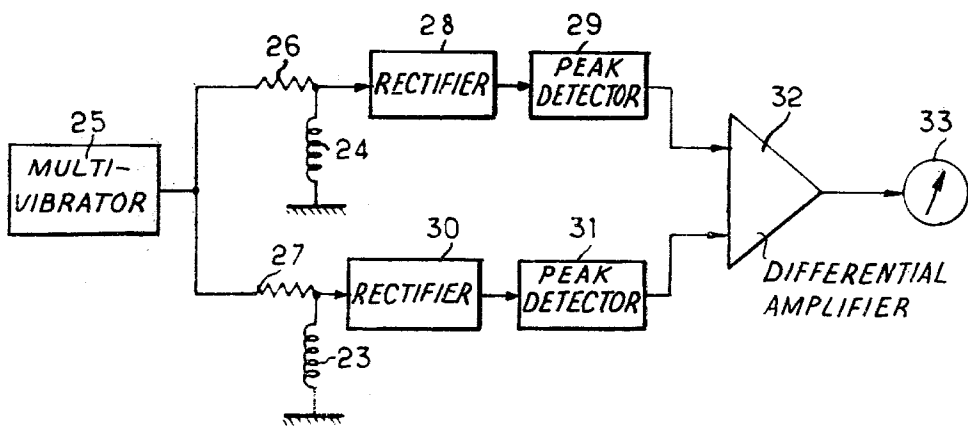 26
28
29
RECTIFIER
PEAK
DETECTOR
32
33
25
MULTI-
VIBRATOR
24
27
30
31
RECTIFIER
PEAK
DETECTOR
DIFFERENTIAL
AMPLIFIER
23